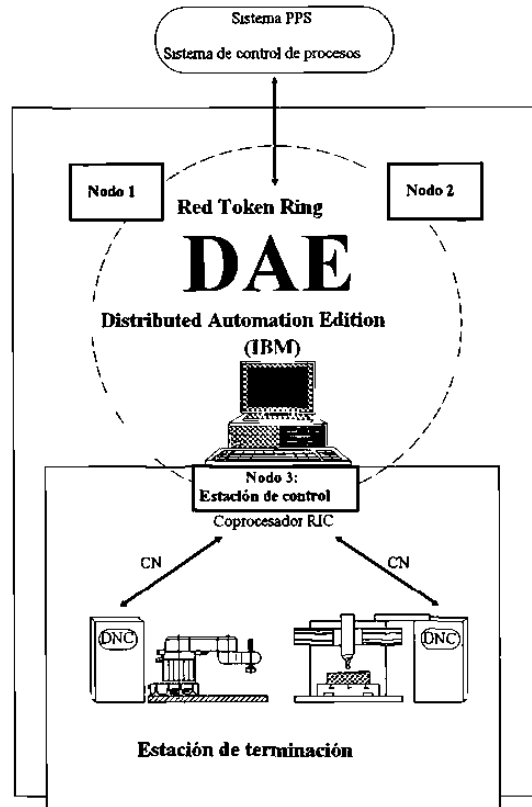 Sistema PPS
Sistema de control de procesos
Nodo 1
Nodo 2
Red Token Ring
DAE
Distributed Automation Edition
(IBM)
Nodo 3:
Estación de control
Coprocesador RIC
CN
CN
DNC
DNC
Estación de terminación